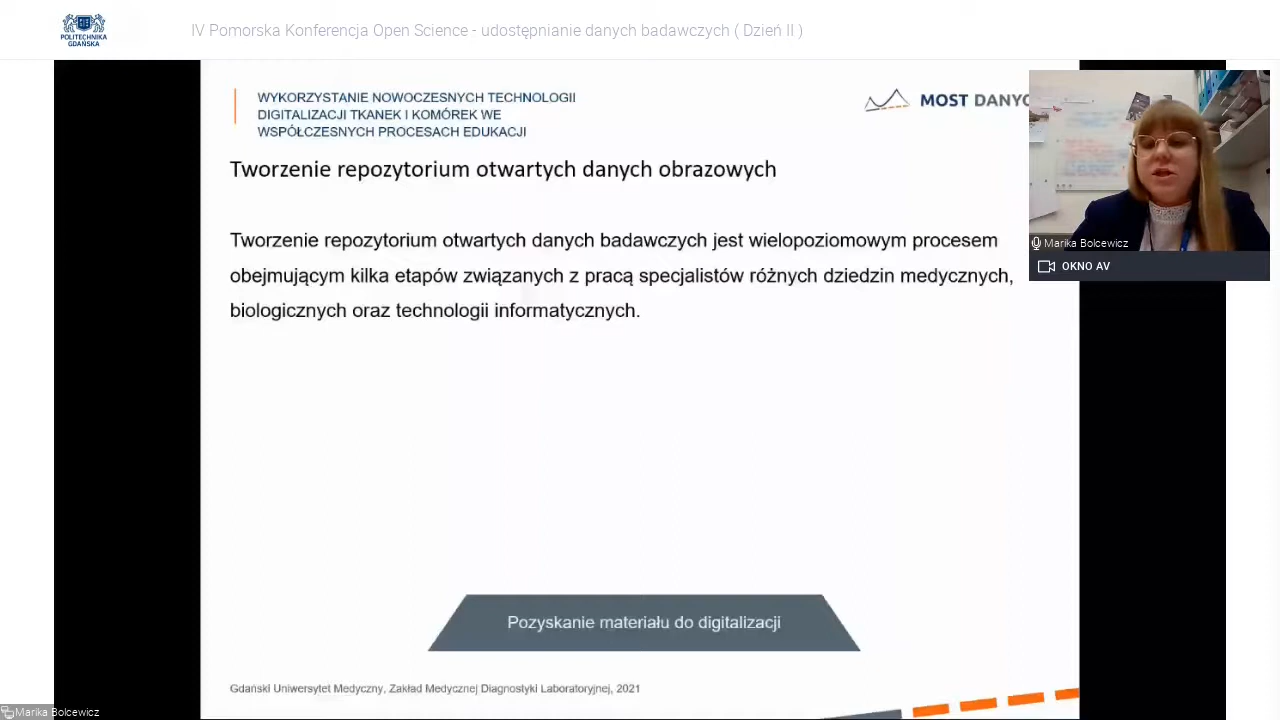 POLITECHNIKA
GDAŃSKA
IV Pomorska Konferencja Open Science - udostępnianie danych badawczych ( Dzień II )
WYKORZYSTANIE NOWOCZESNYCH TECHNOLOGII
DIGITALIZACJI TKANEK I KOMÓREK WE
WSPÓŁCZESNYCH PROCESACH EDUKACJI
MOST DANYC
Tworzenie repozytorium otwartych danych obrazowych
Tworzenie repozytorium otwartych danych badawczych jest wielopoziomowym procesem
obejmującym kilka etapów związanych z pracą specjalistów różnych dziedzin medycznych,
biologicznych oraz technologii informatycznych.
Marika Bolcewicz
OKNO AV
Pozyskanie materiału do digitalizacji
Gdański Uniwersytet Medyczny, Zakład Medycznej Diagnostyki Laboratoryjnej, 2021
Marika Bolcewicz